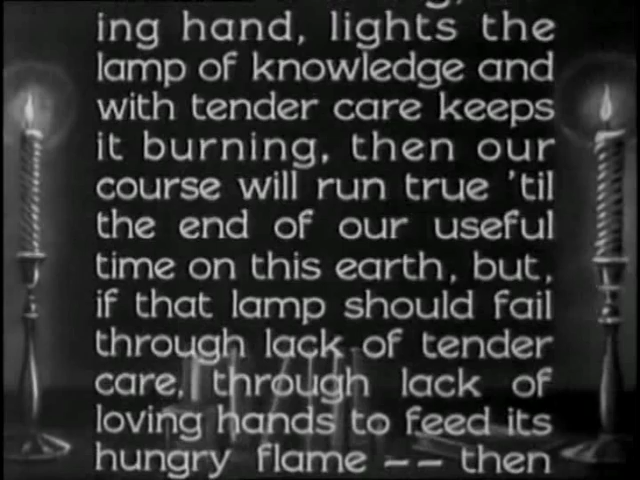 ing hand, lights the
lamp of knowledge and
with tender care keeps
it burning, then our
course will run true 'til
the end of our useful
time on this earth, but,
if that lamp should fail
through lack of tender
care, through lack of
loving hands to feed its
hungry flame -- then